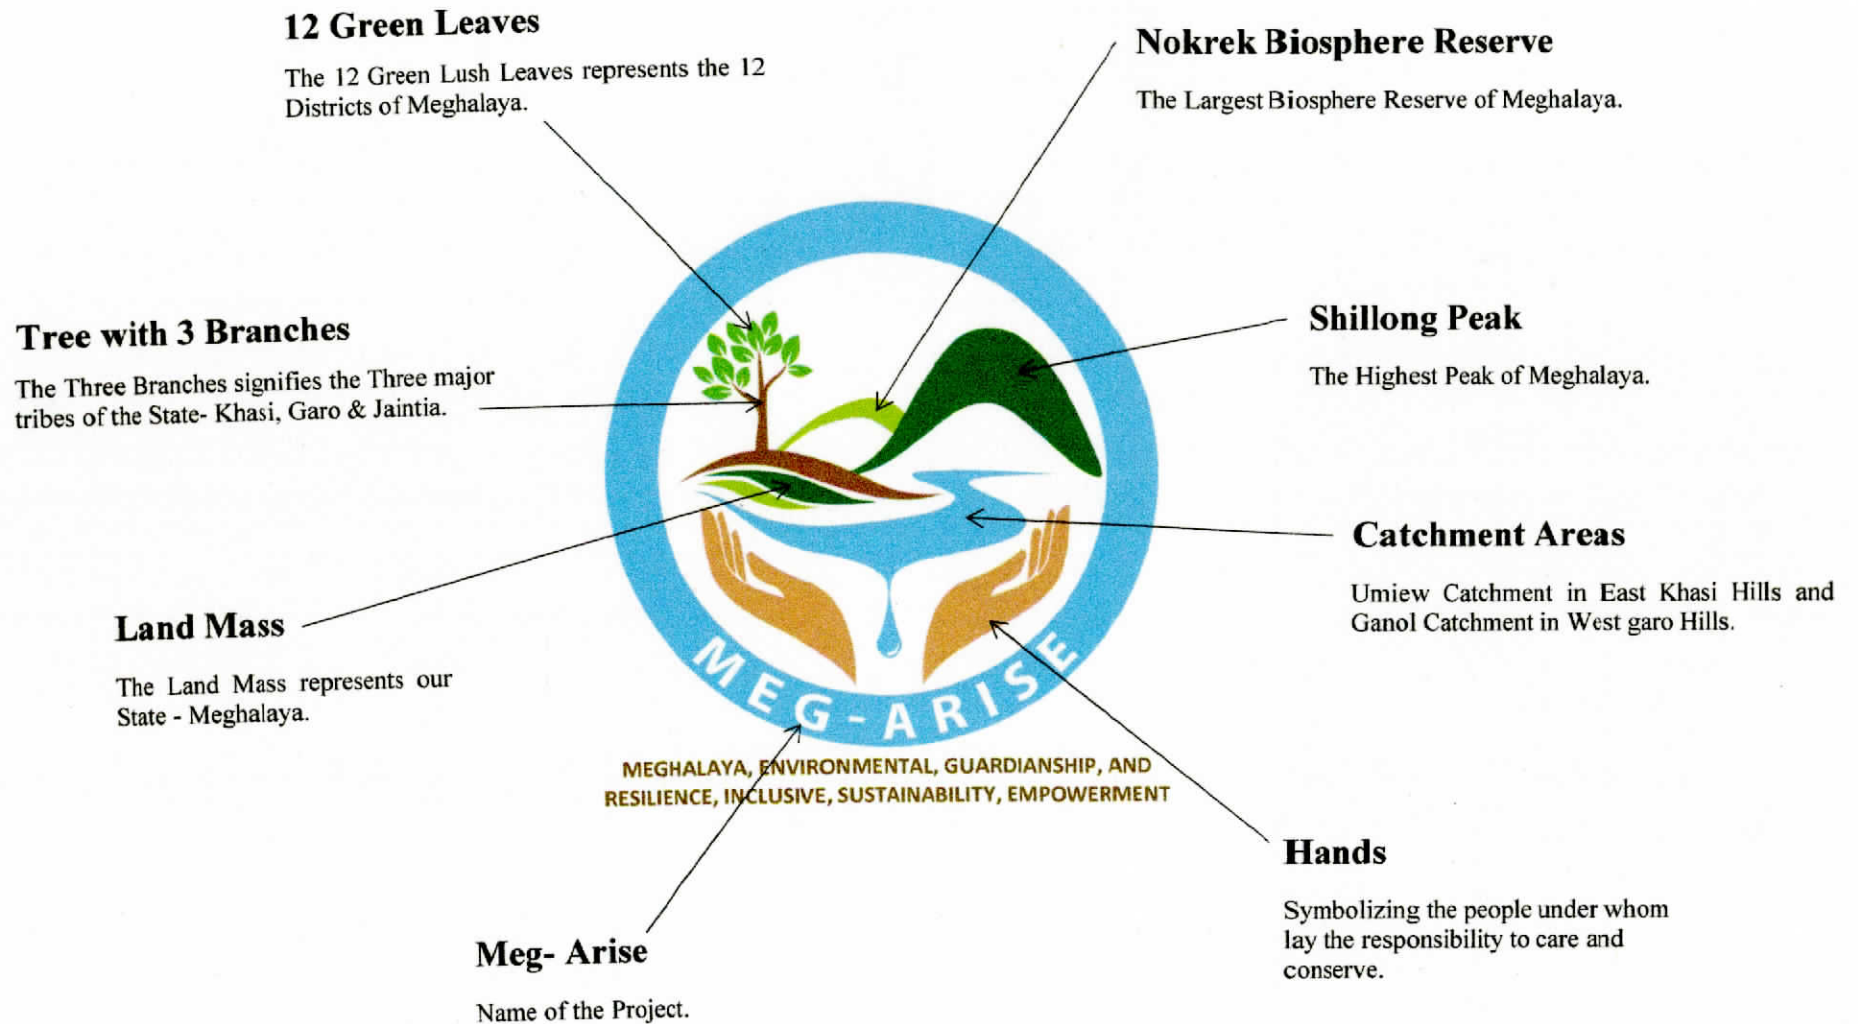 12 Green Leaves
The 12 Green Lush Leaves represents the 12
Districts of Meghalaya.
Nokrek Biosphere Reserve
The Largest Biosphere Reserve of Meghalaya.
Tree with 3 Branches
The Three Branches signifies the Three major
tribes of the State- Khasi, Garo & Jaintia.
Shillong Peak
The Highest Peak of Meghalaya.
Catchment Areas
Umiew Catchment in East Khasi Hills and
Ganol Catchment in West garo Hills.
Land Mass
The Land Mass represents our
State - Meghalaya.
MEG-ARISE
MEGHALAYA, ENVIRONMENTAL, GUARDIANSHIP, AND
RESILIENCE, INCLUSIVE, SUSTAINABILITY, EMPOWERMENT
Hands
Symbolizing the people under whom
lay the responsibility to care and
conserve.
Meg- Arise
Name of the Project.